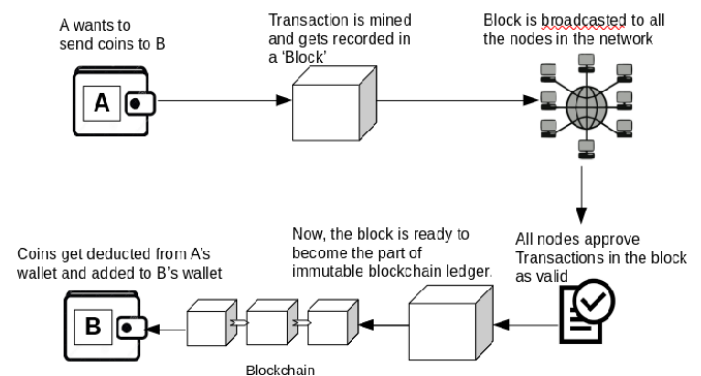 A wants to
send coins to B
Transaction is mined
and gets recorded in
a ‘Block’
Block is broadcasted to all
the nodes in the network
A
All nodes approve
Transactions in the block
as valid
Now, the block is ready to
become the part of
immutable blockchain ledger.
Coins get deducted from A’s
wallet and added to B’s wallet
B
Blockchain